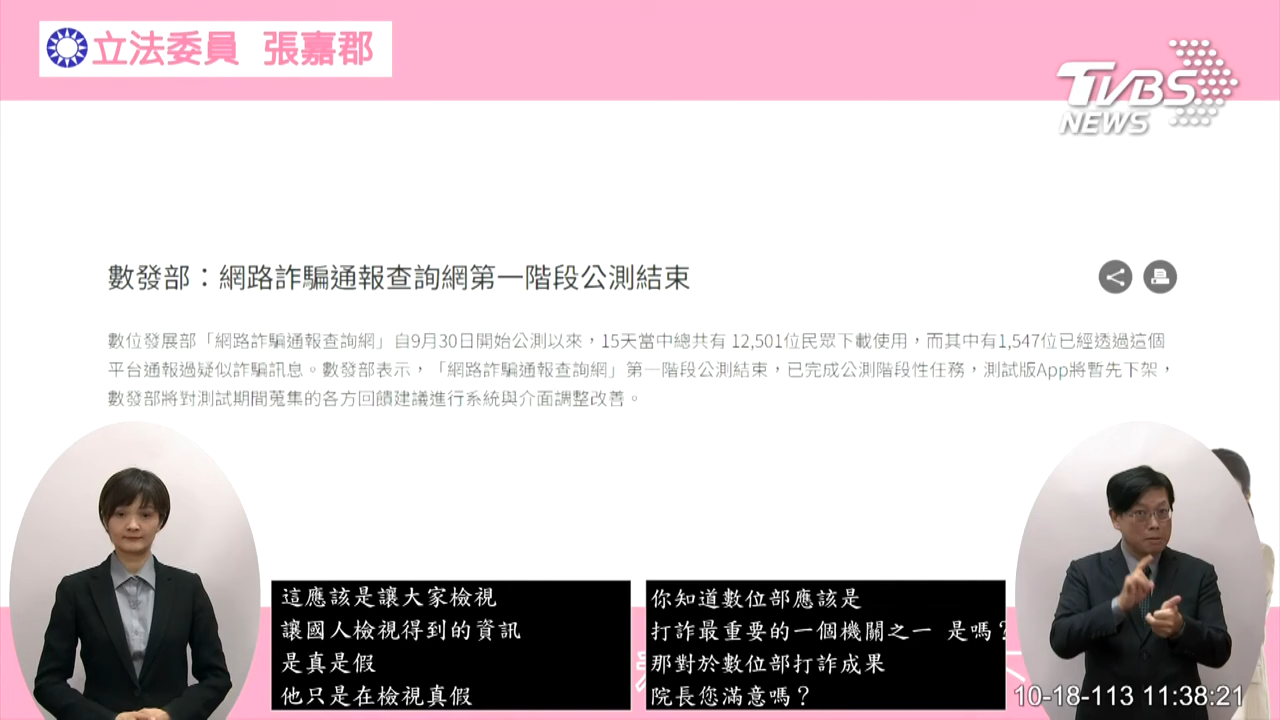 立法委員 張嘉郡
TVBS
NEWS
數發部：網路詐騙通報查詢網第一階段公測結束
數位發展部「網路詐騙通報查詢網」自9月30日開始公測以來，15天當中總共有 12,501位民眾下載使用，而其中有1,547位已經透過這個
平台通報過疑似詐騙訊息。數發部表示，「網路詐騙通報查詢網」第一階段公測結束，已完成公測階段性任務，測試版App將暫先下架，
數發部將對測試期間蒐集的各方回饋建議進行系統與介面調整改善。
這應該是讓大家檢視
讓國人檢視得到的資訊
是真是假
他只是在檢視真假
你知道數位部應該是
打詐最重要的一個機關之一 是嗎？
那對於數位部打詐成果
院長您滿意嗎？
10-18-113 11:38:21